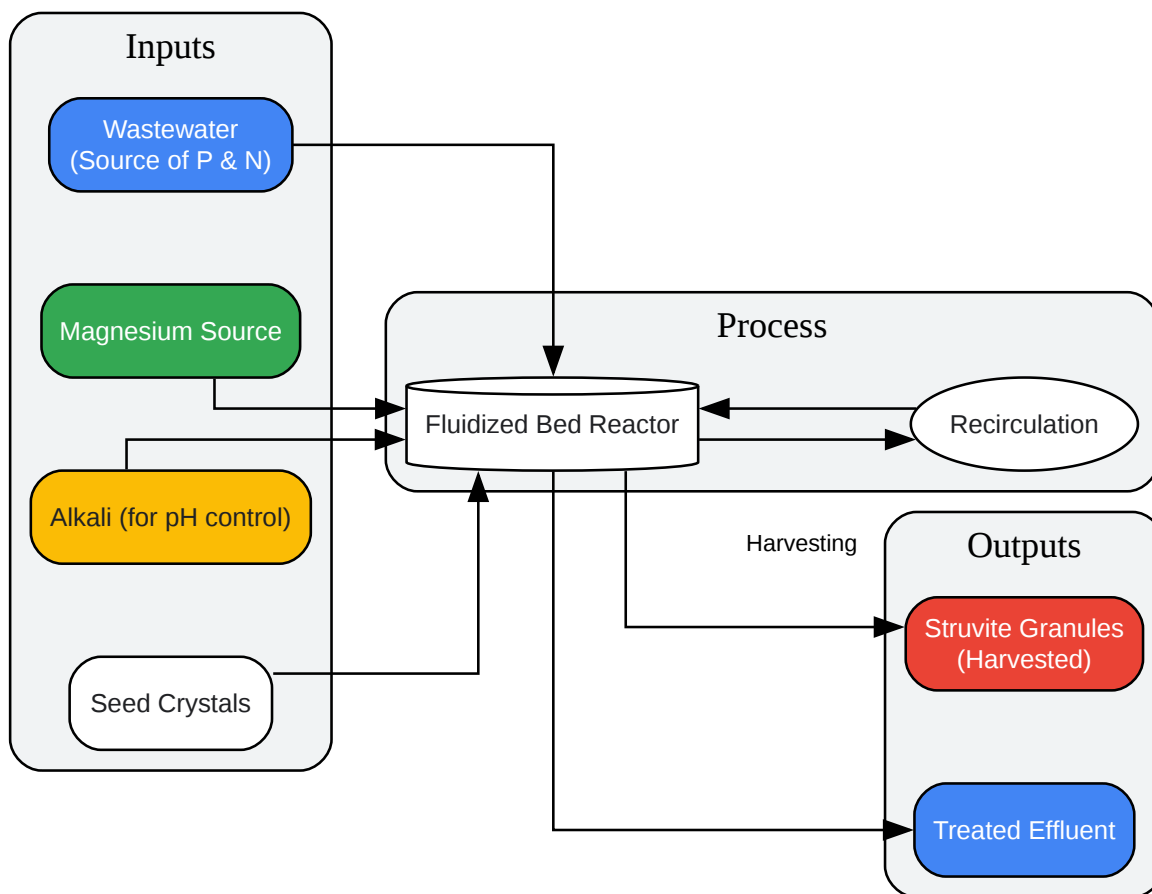 Inputs
Wastewater
(Source of P & N)
Magnesium Source
Alkali (for pH control)
Seed Crystals
Process
Fluidized Bed Reactor
Recirculation
Harvesting
Outputs
Struvite Granules
(Harvested)
Treated Effluent